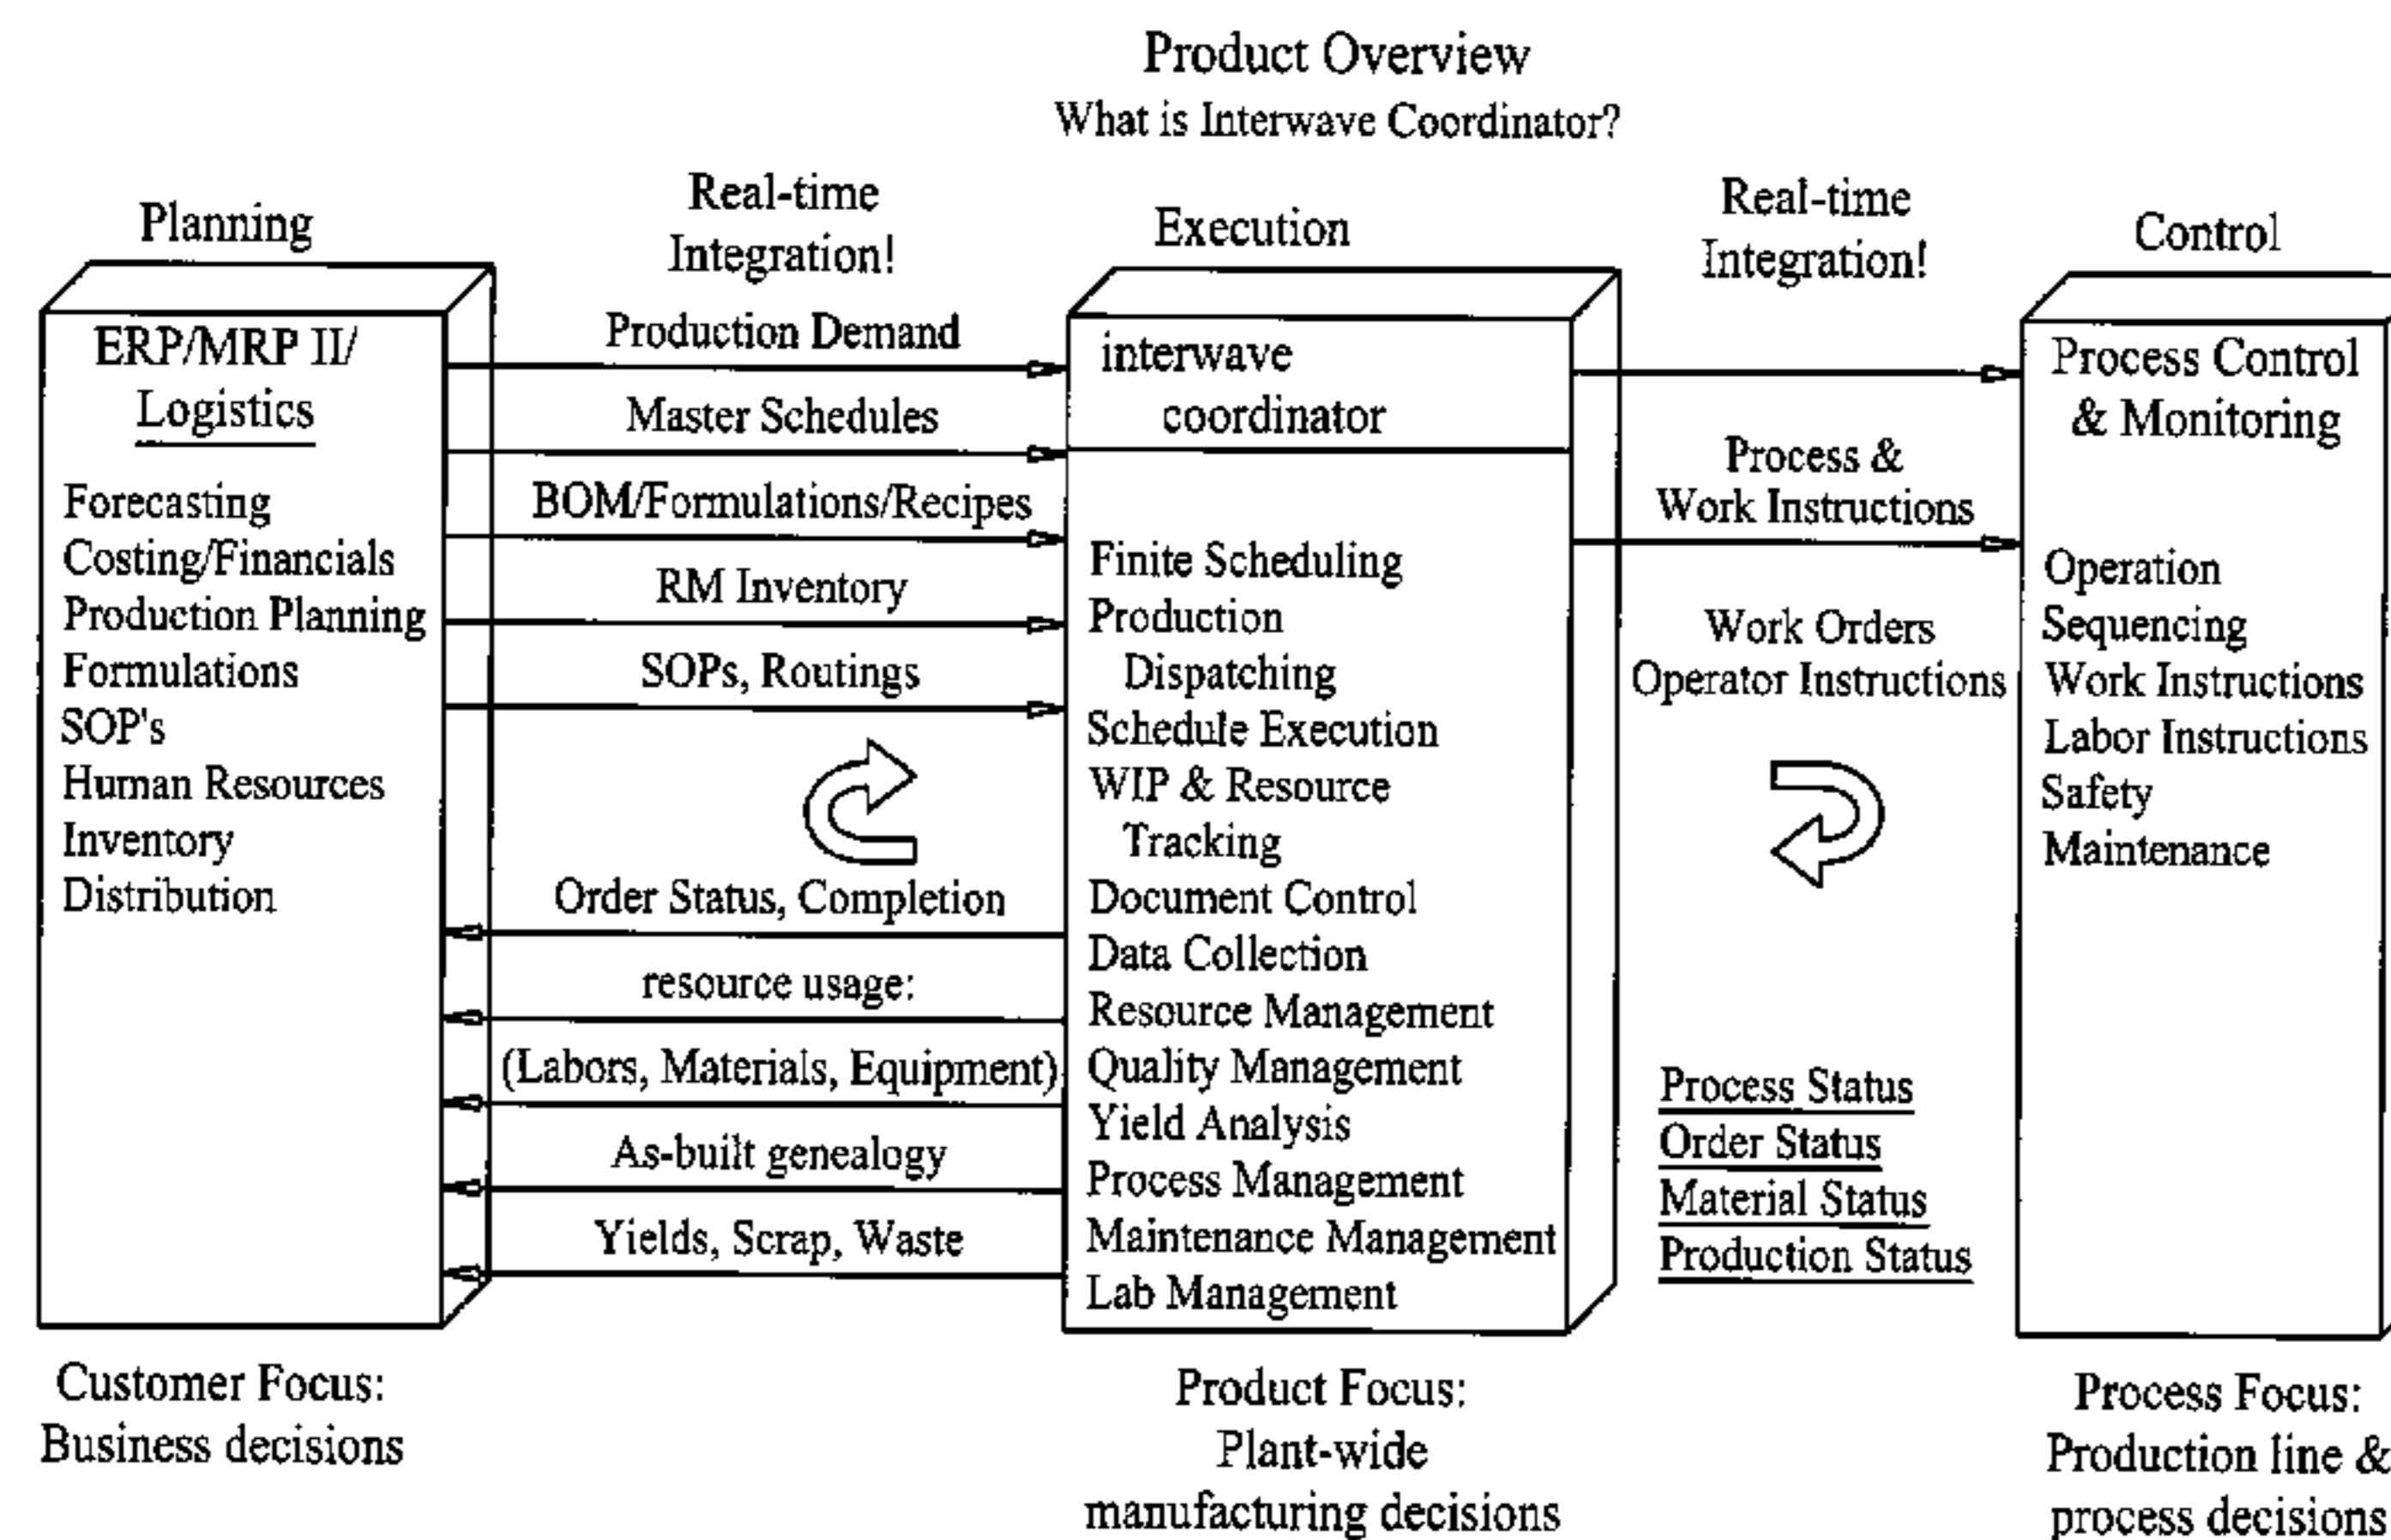 Product Overview
What is Interwave Coordinator?
Planning
ERP/MRP II/
Logistics
Forecasting
Costing/Financials
Production Planning
Formulations
SOP's
Human Resources
Inventory
Distribution
Customer Focus:
Business decisions
Real-time
Integration!
Production Demand
Master Schedules
BOM/Formulations/Recipes
RM Inventory
SOPs, Routings
Order Status, Completion
resource usage:
(Labors, Materials, Equipment)
As-built genealogy
Yields, Scrap, Waste
Execution
interwave
coordinator
Finite Scheduling
Production
Dispatching
Schedule Execution
WIP & Resource
Tracking
Document Control
Data Collection
Resource Management
Quality Management
Yield Analysis
Process Management
Maintenance Management
Lab Management
Product Focus:
Plant-wide
manufacturing decisions
Real-time
Integration!
Process &
Work Instructions
Work Orders
Operator Instructions
Process Status
Order Status
Material Status
Production Status
Control
Process Control
& Monitoring
Operation
Sequencing
Work Instructions
Labor Instructions
Safety
Maintenance
Process Focus:
Production line &
process decisions